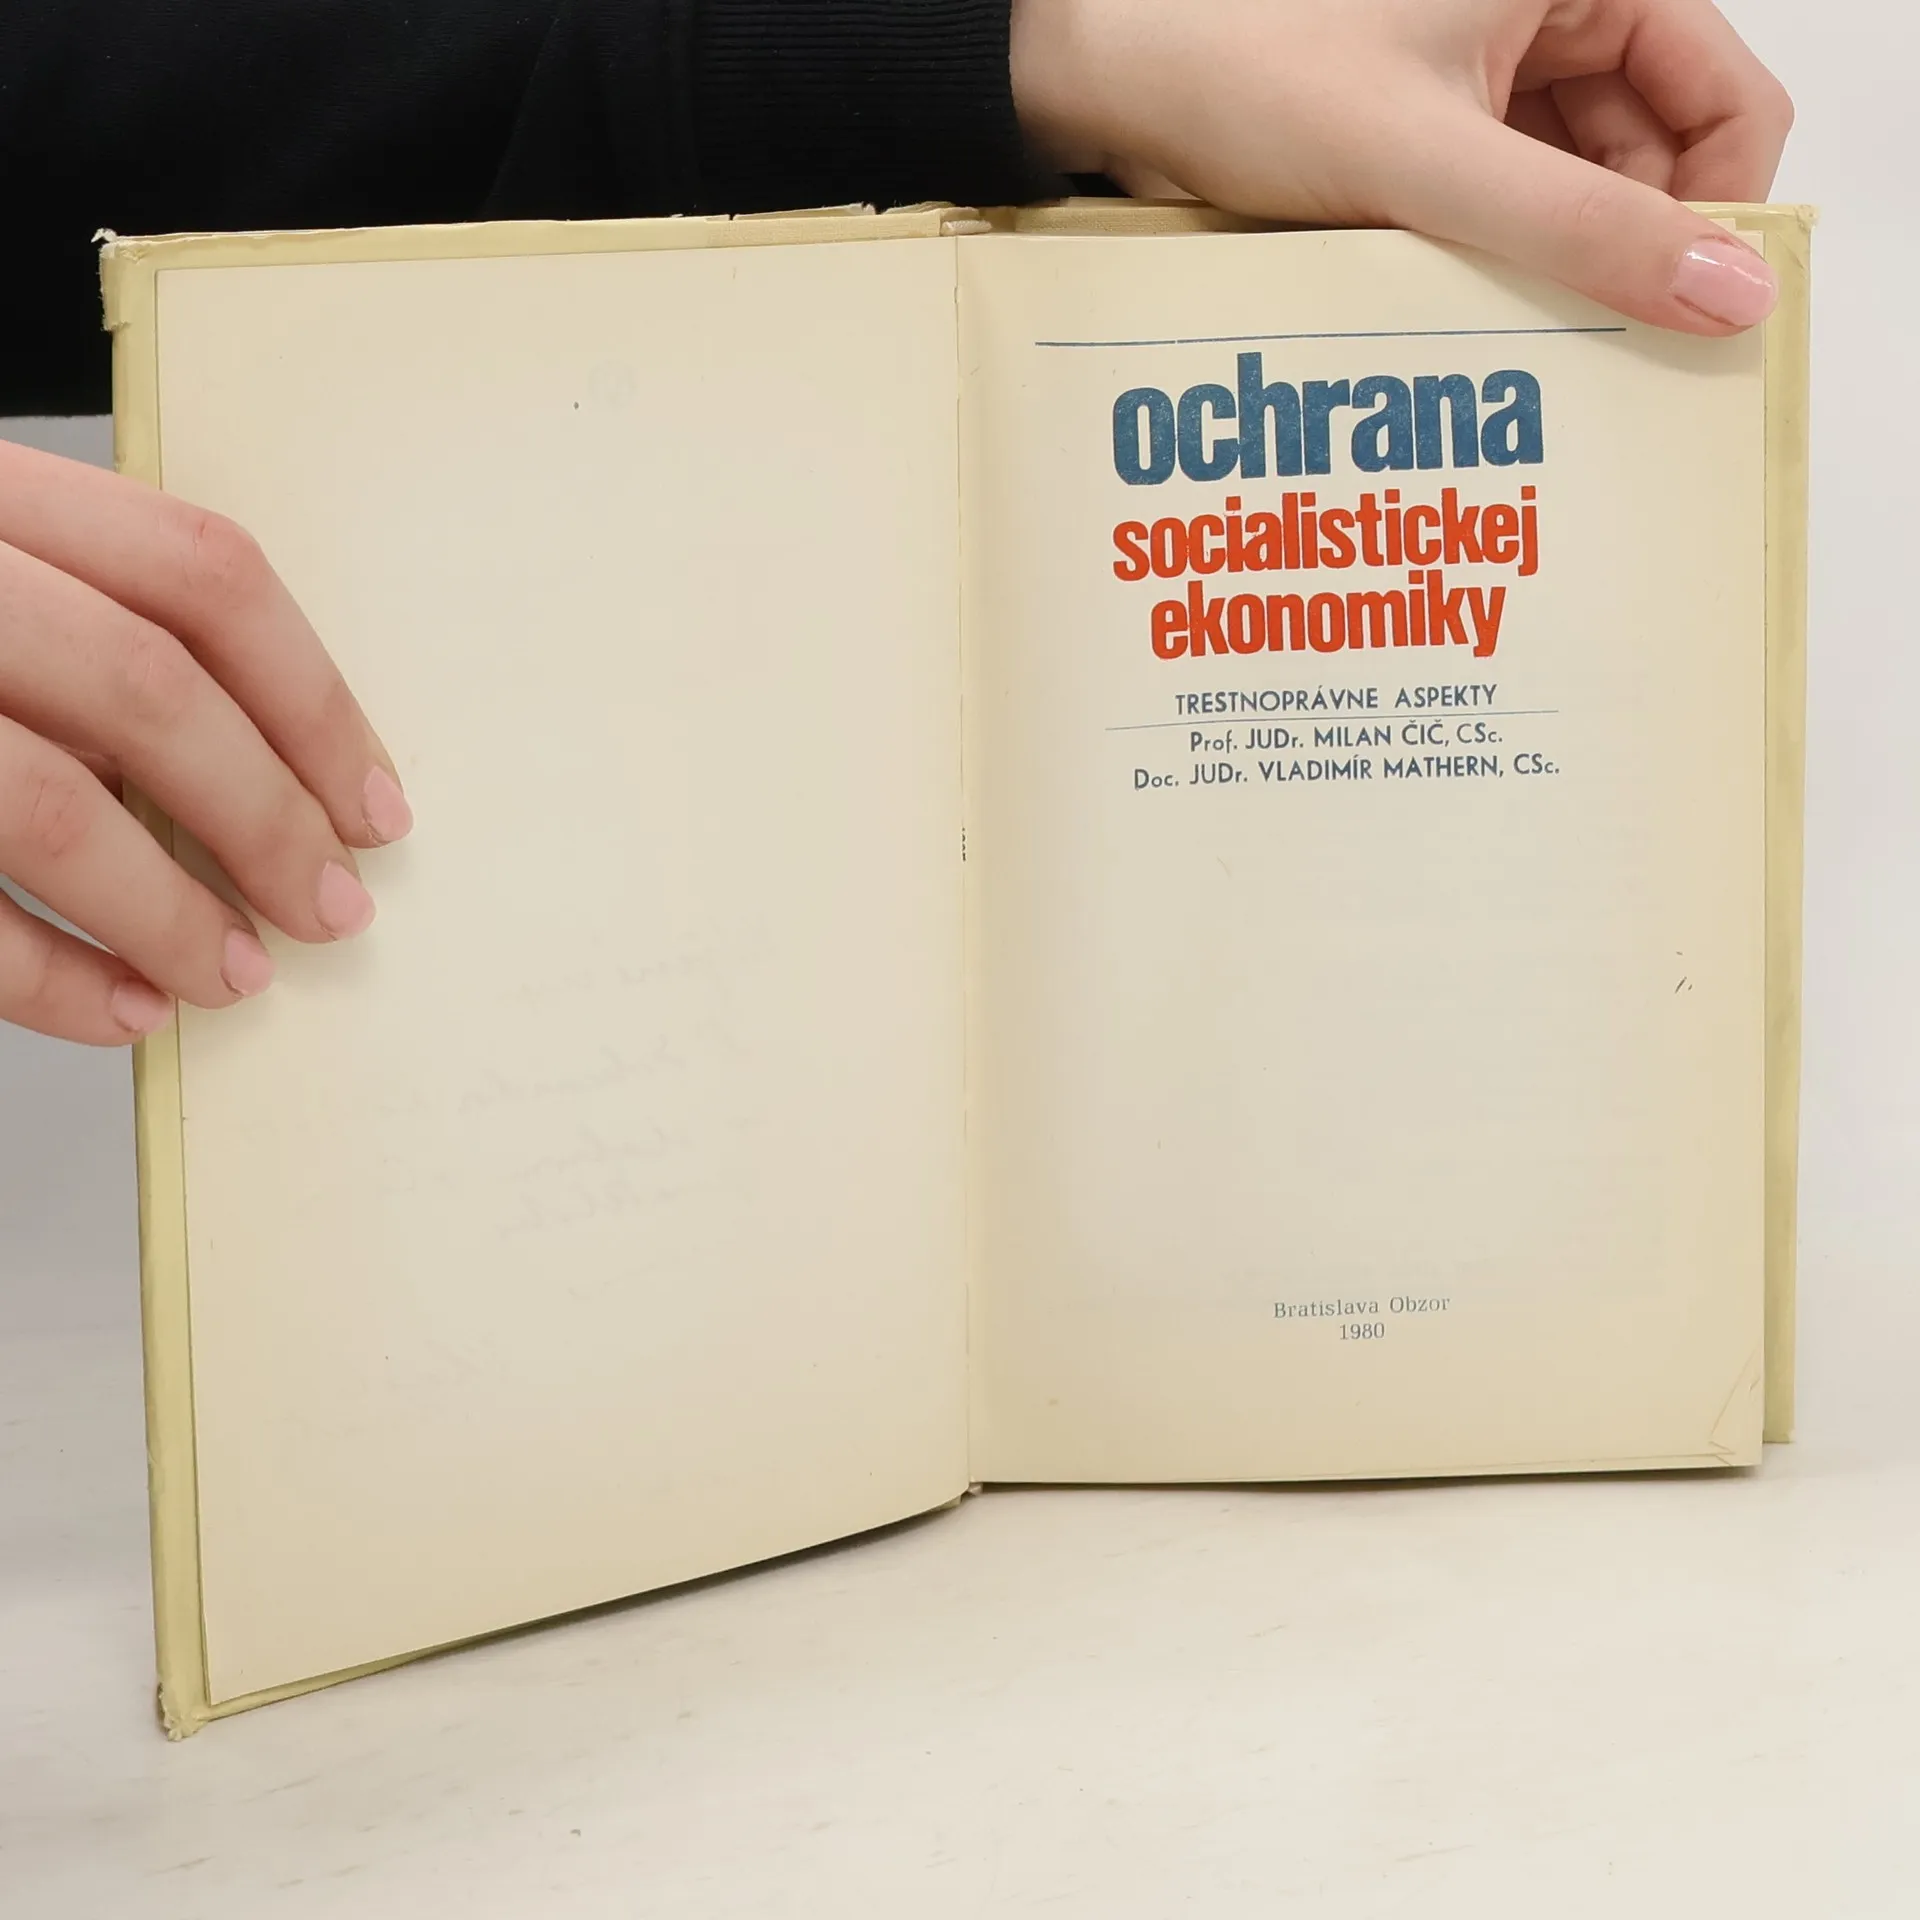 ochrana
socialistickej
ekonomiky
TRESTNOPRÁVNE ASPEKTY
Prof. JUDr. MILAN ČIČ, CSc.
Doc. JUDr. VLADIMÍR MATHERN, CSc.
Bratislava Obzor
1980